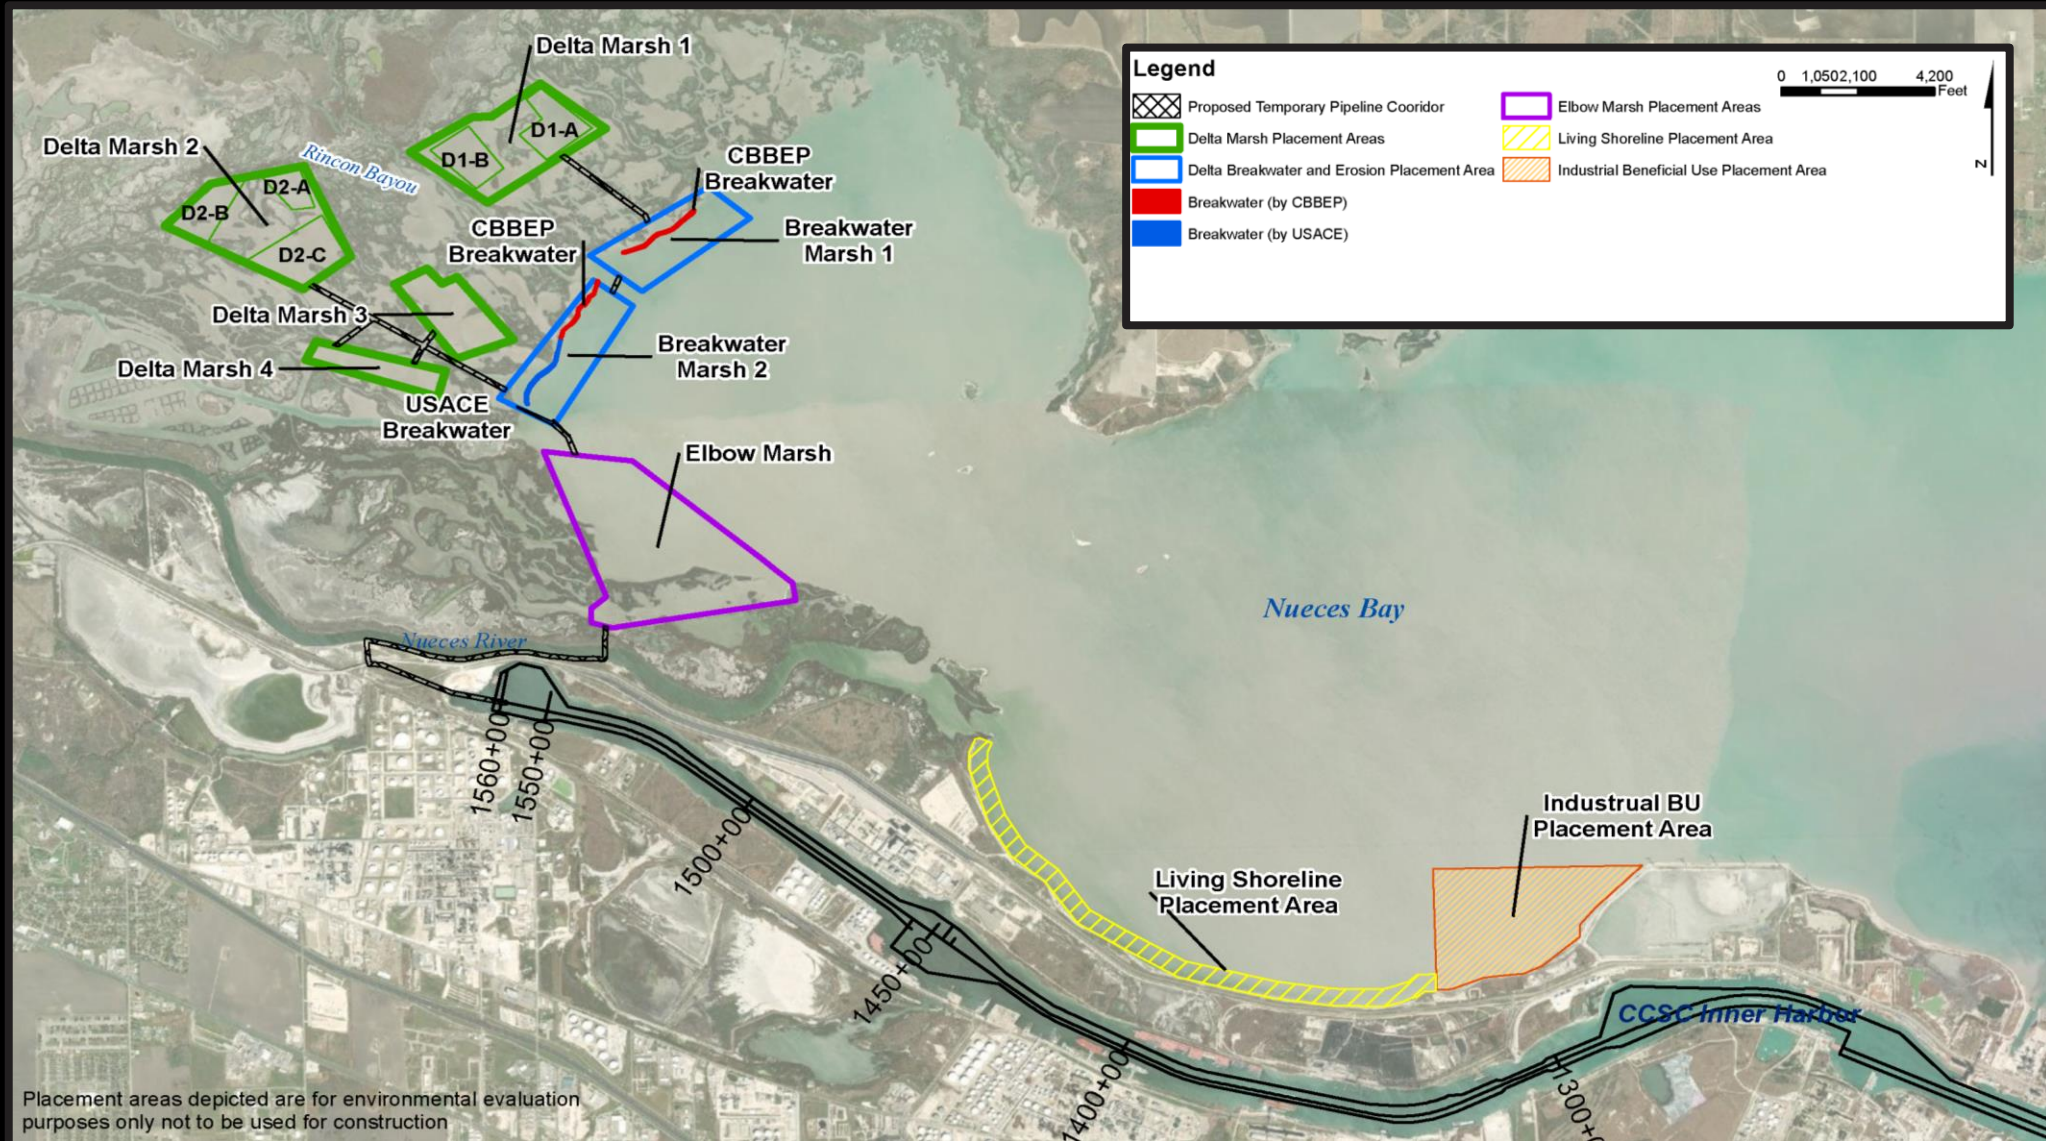 Delta Marsh 1
Legend
0 1,0502,100 4,200
Feet
Proposed Temporary Pipeline Cooridor
Delta Marsh Placement Areas
Delta Breakwater and Erosion Placement Area
Breakwater (by CBBEP)
Breakwater (by USACE)
Elbow Marsh Placement Areas
Living Shoreline Placement Area
Industrial Beneficial Use Placement Area
N
D1-A
D1-B
Delta Marsh 2
Rincon Bayou
D2-A
D2-B
D2-C
CBBEP
Breakwater
CBBEP
Breakwater
Breakwater
Marsh 1
Delta Marsh 3
Breakwater
Marsh 2
Delta Marsh 4
USACE
Breakwater
Elbow Marsh
Nueces Bay
Nueces River
1560+00
1550+00
1500+00
1450+00
1400+00
Industrual BU
Placement Area
Living Shoreline
Placement Area
CCSC Inner Harbor
Placement areas depicted are for environmental evaluation
purposes only not to be used for construction